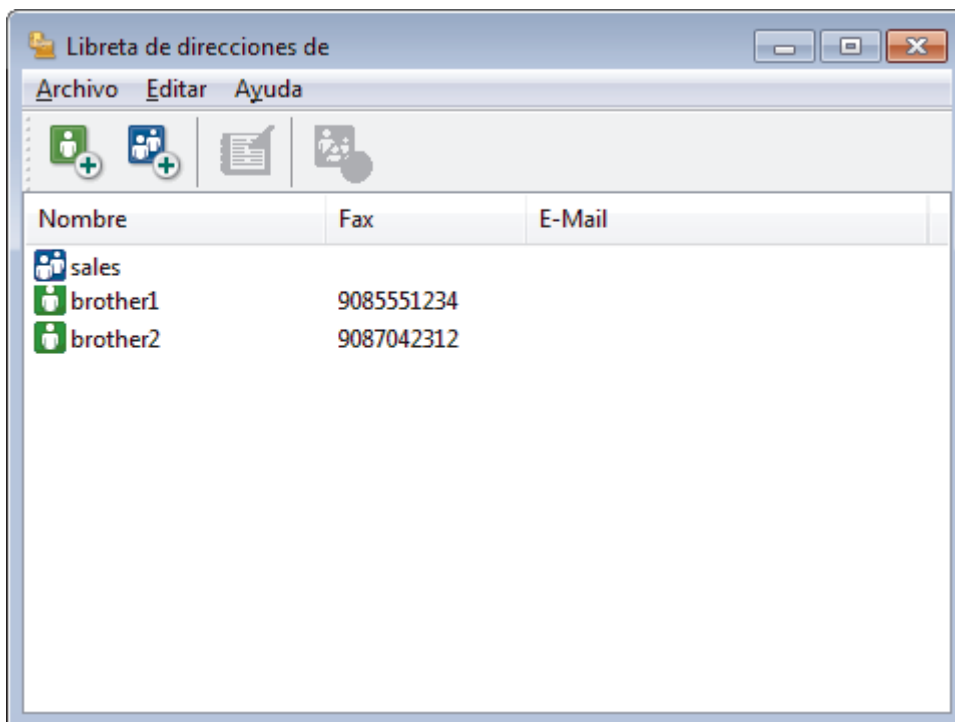 Libreta de direcciones de
Archivo Editar Ayuda
Nombre Fax E-Mail
sales
brother1 9085551234
brother2 9087042312